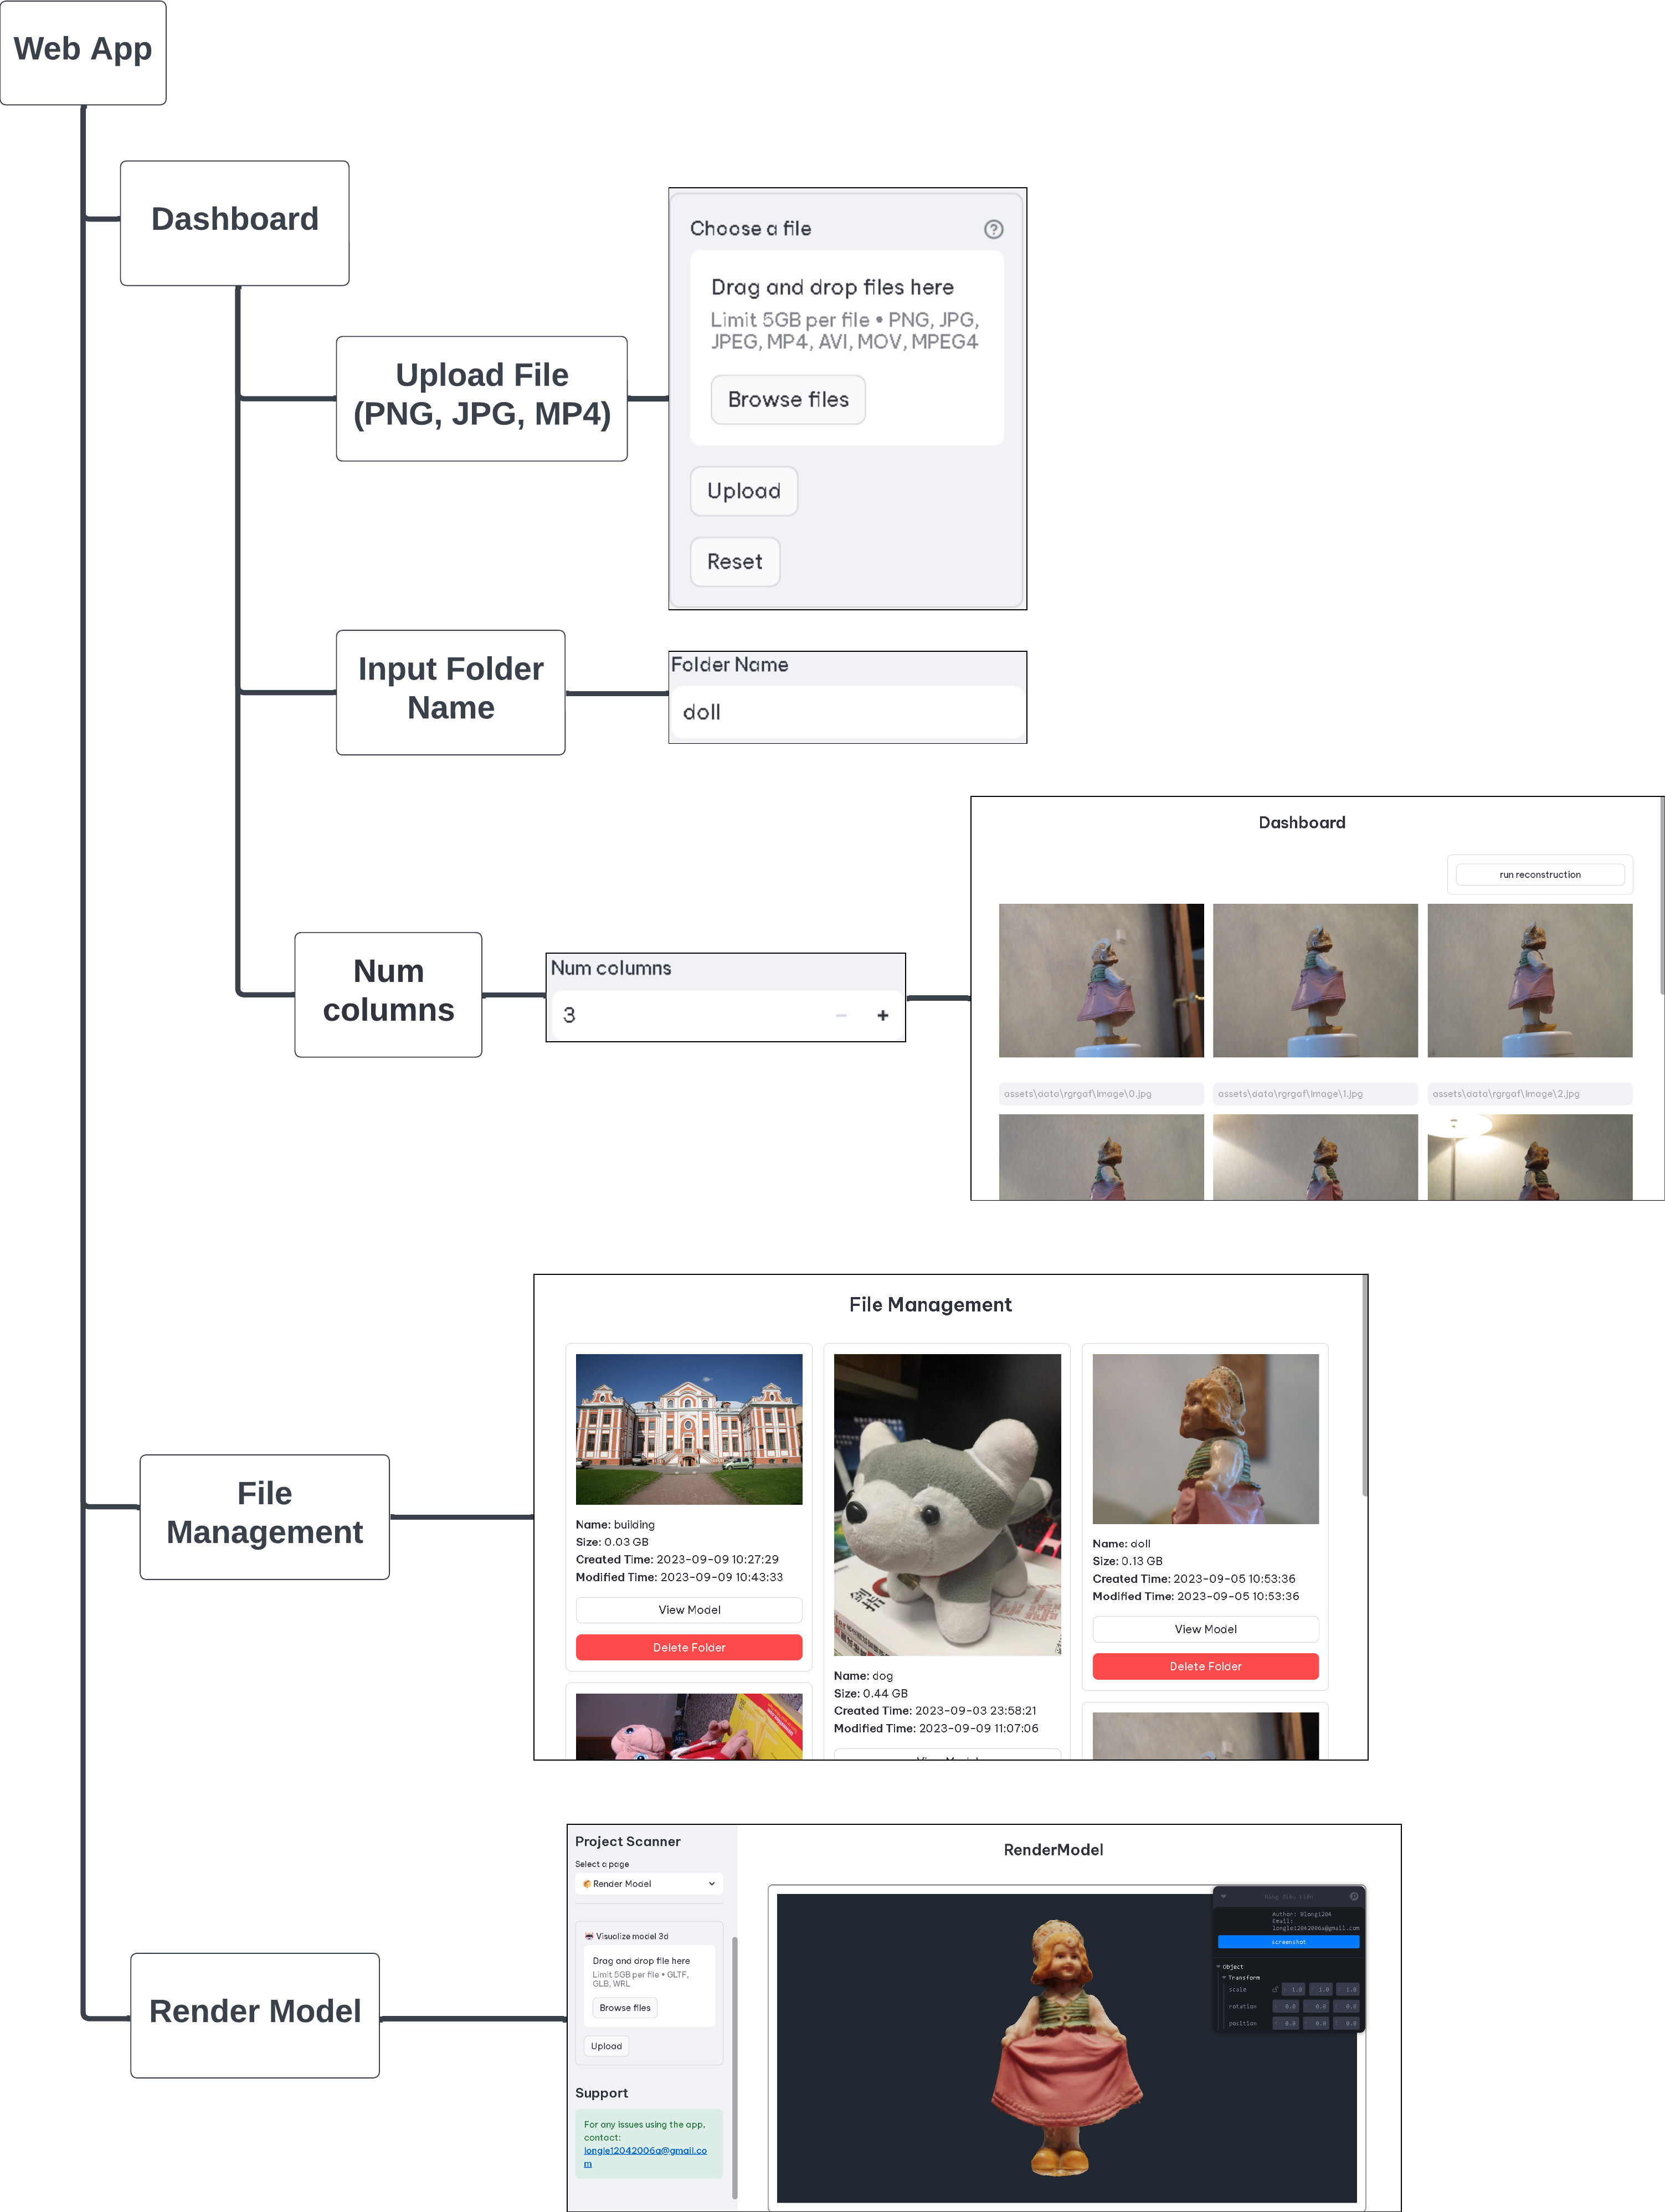 Web App
Dashboard
Upload File
(PNG, JPG, MP4)
Choose a file
Drag and drop files here
Limit 5GB per file • PNG, JPG,
JPEG, MP4, AVI, MOV, MPEG4
Browse files
Upload
Reset
Input Folder
Name
Folder Name
doll
Num
columns
Num columns
3
Dashboard
run reconstruction
assets\data\rgrgaf\Image\0.jpg
assets\data\rgrgaf\Image\1.jpg
assets\data\rgrgaf\Image\2.jpg
File
Management
File Management
Name: building
Size: 0.03 GB
Created Time: 2023-09-09 10:27:29
Modified Time: 2023-09-09 10:43:33
View Model
Delete Folder
Name: dog
Size: 0.44 GB
Created Time: 2023-09-03 23:58:21
Modified Time: 2023-09-09 11:07:06
View Model
Name: doll
Size: 0.13 GB
Created Time: 2023-09-05 10:53:36
Modified Time: 2023-09-05 10:53:36
View Model
Delete Folder
Render Model
Project Scanner
Select a page
Render Model
Visualize model 3d
Drag and drop file here
Limit 5GB per file • GLTF,
GLB, WRL
Browse files
Upload
Support
For any issues using the app,
contact:
longle12042006a@gmail.co
m
RenderModel
Bảng điều khiển
Author: @long1204
Email:
longle12042006a@gmail.com
screenshot
Object
Transform
scale 1.0 1.0 1.0
rotation 0.0 0.0 0.0
position 0.0 0.0 0.0